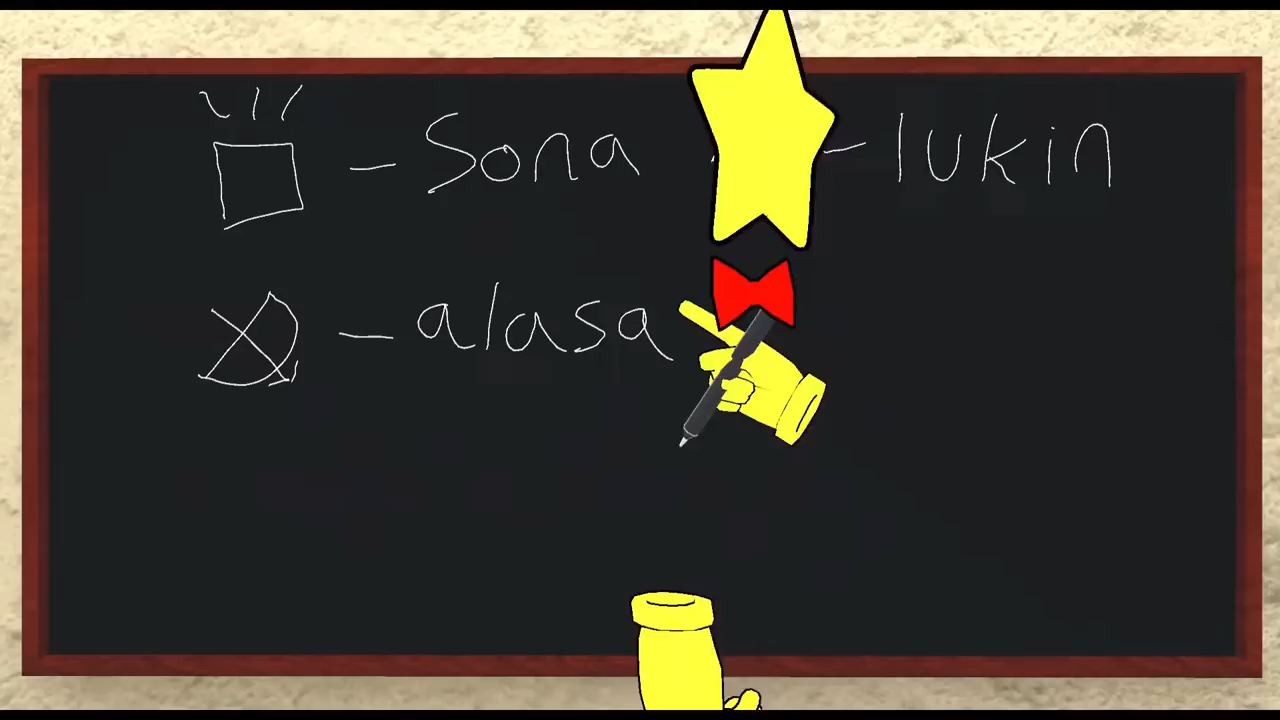 – Sona – lukin
– alasa